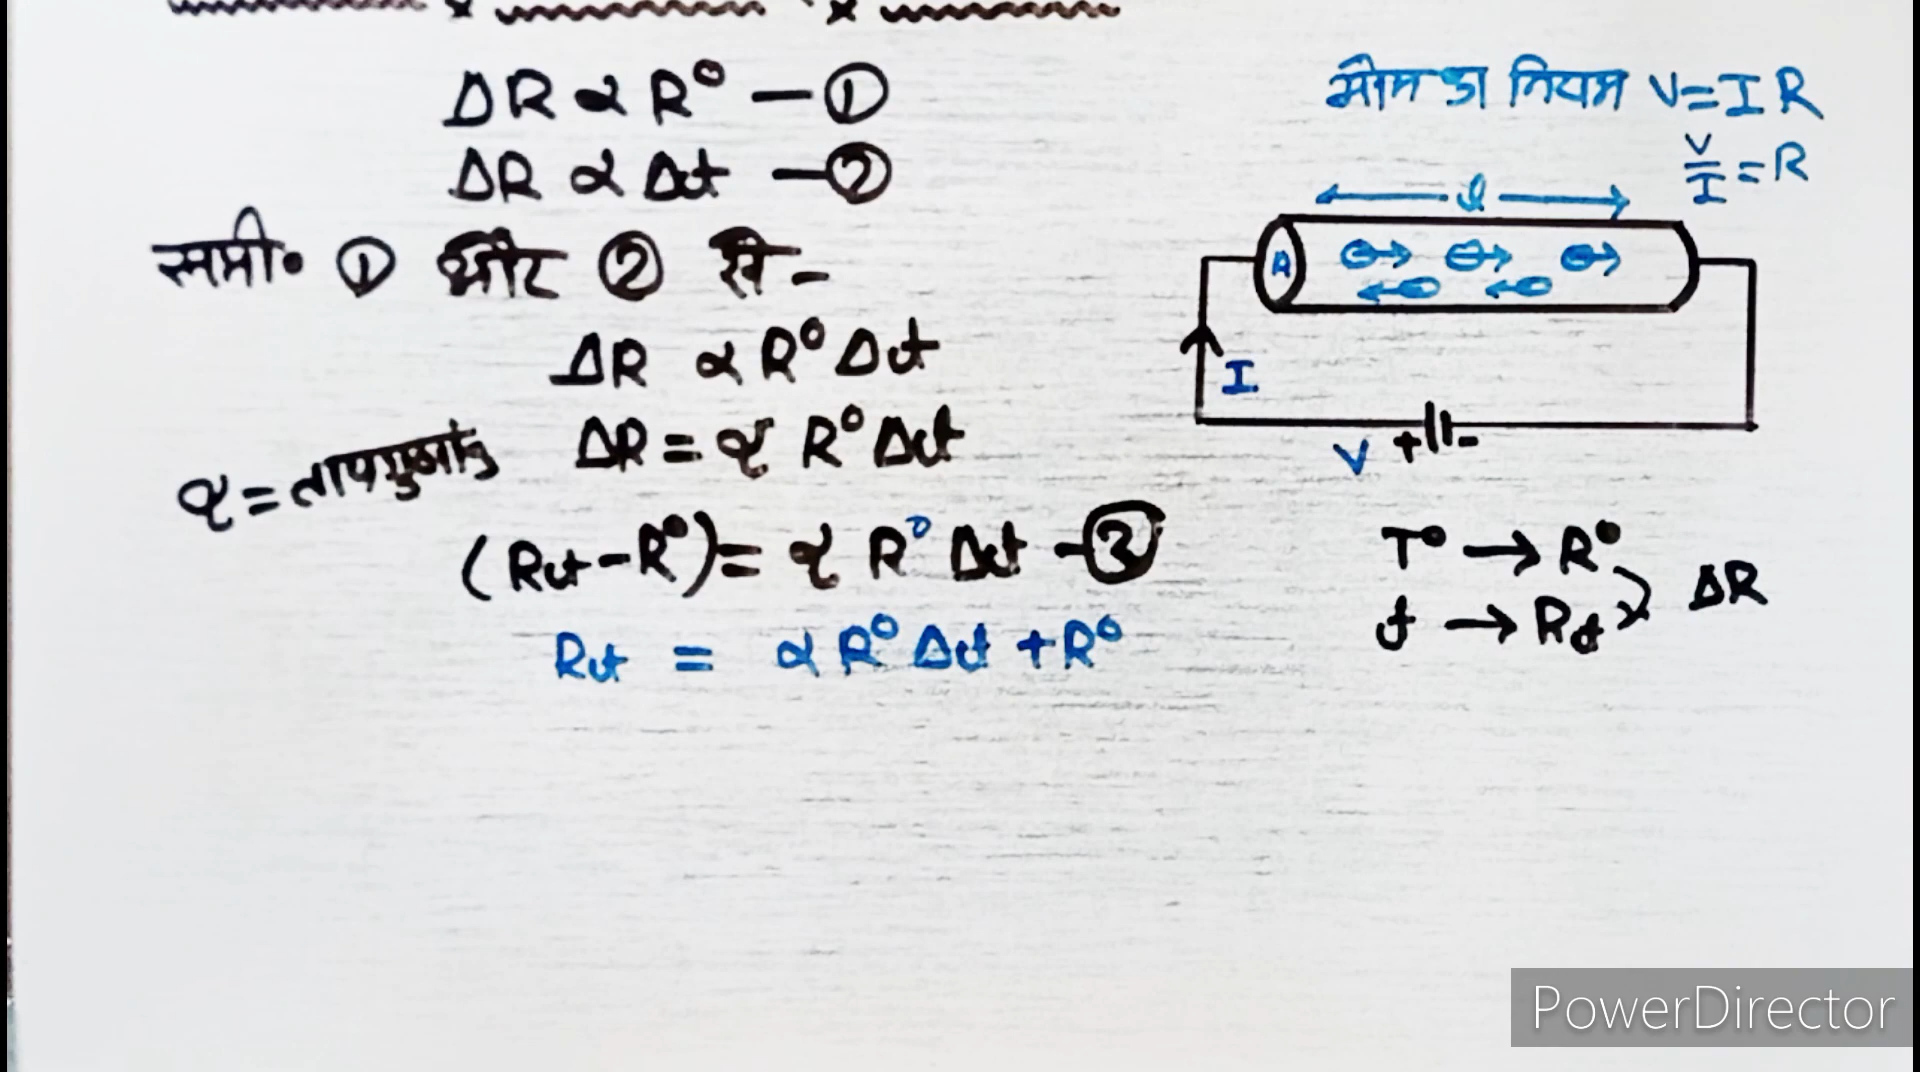 ΔR α R° — ①
ΔR α Δt — ②
समी० ① और ② से -
ΔR α R° Δt
ΔR = α R° Δt
α = तापगुणांक
(Rt - R°) = α R° Δt - ③
Rt = α R° Δt + R°
ओम का नियम V = I R
V/I = R
l
A
I
V + -
T° → R°
t → Rt
ΔR
PowerDirector